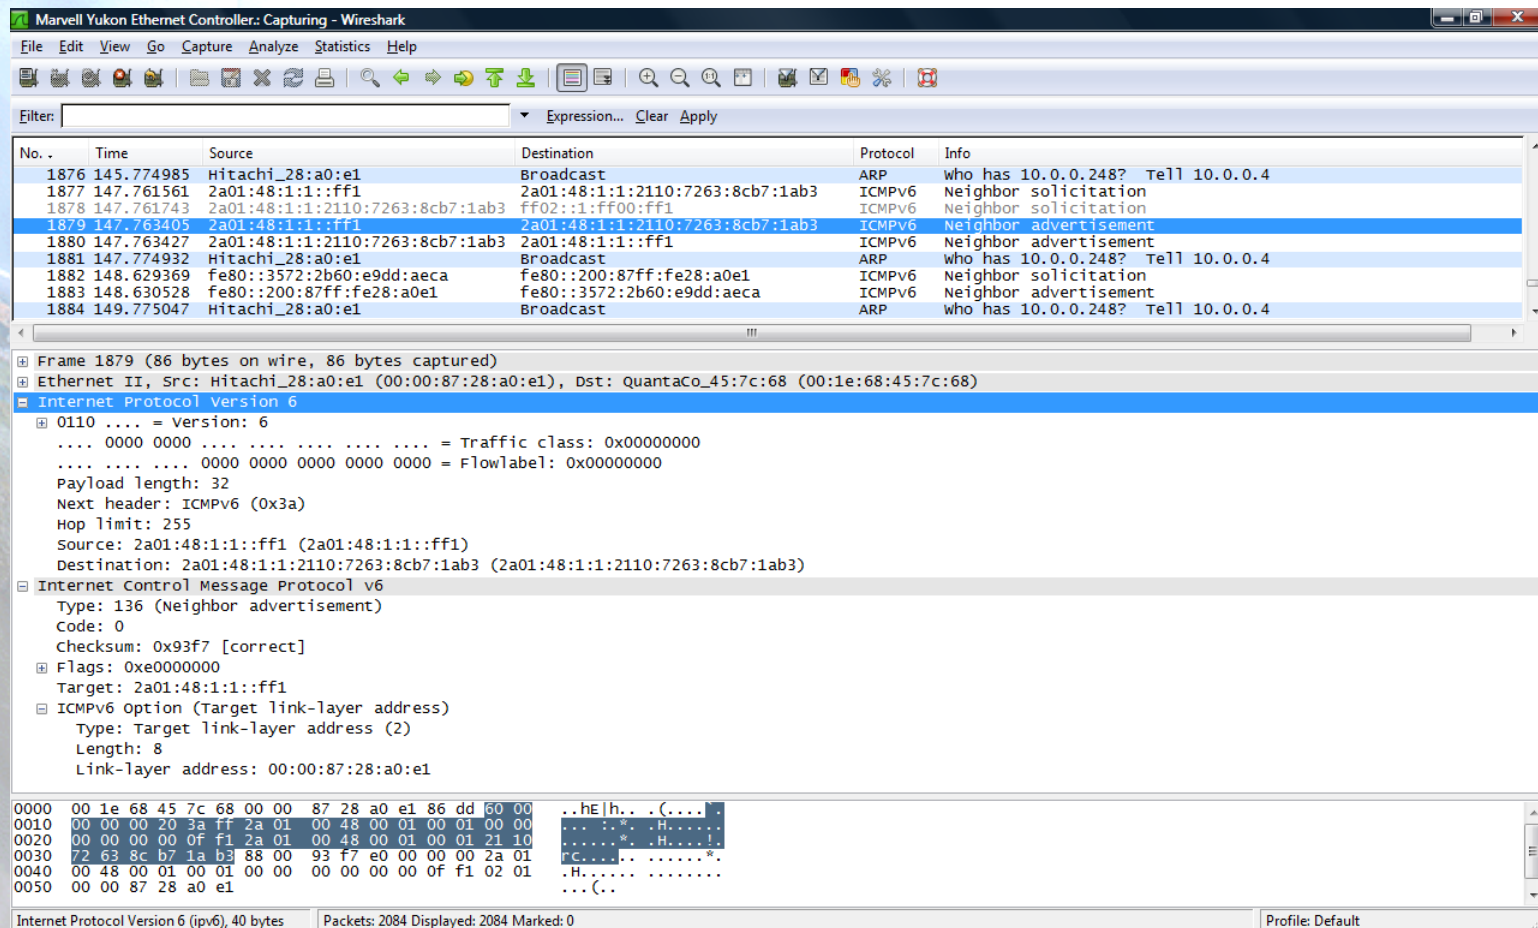 Marvell Yukon Ethernet Controller.: Capturing - Wireshark
File Edit View Go Capture Analyze Statistics Help
Filter: Expression... Clear Apply
No. . Time Source Destination Protocol Info
1876 145.774985 Hitachi_28:a0:e1 Broadcast ARP who has 10.0.0.248? Tell 10.0.0.4
1877 147.761561 2a01:48:1:1::ff1 2a01:48:1:1:2110:7263:8cb7:1ab3 ICMPv6 Neighbor solicitation
1878 147.761743 2a01:48:1:1:2110:7263:8cb7:1ab3 ff02::1:ff00:ff1 ICMPv6 Neighbor solicitation
1879 147.763405 2a01:48:1:1::ff1 2a01:48:1:1:2110:7263:8cb7:1ab3 ICMPv6 Neighbor advertisement
1880 147.763427 2a01:48:1:1:2110:7263:8cb7:1ab3 2a01:48:1:1::ff1 ICMPv6 Neighbor advertisement
1881 147.774932 Hitachi_28:a0:e1 Broadcast ARP who has 10.0.0.248? Tell 10.0.0.4
1882 148.629369 fe80::3572:2b60:e9dd:aeca fe80::200:87ff:fe28:a0e1 ICMPv6 Neighbor solicitation
1883 148.630528 fe80::200:87ff:fe28:a0e1 fe80::3572:2b60:e9dd:aeca ICMPv6 Neighbor advertisement
1884 149.775047 Hitachi_28:a0:e1 Broadcast ARP who has 10.0.0.248? Tell 10.0.0.4
Frame 1879 (86 bytes on wire, 86 bytes captured)
Ethernet II, Src: Hitachi_28:a0:e1 (00:00:87:28:a0:e1), Dst: QuantaCo_45:7c:68 (00:1e:68:45:7c:68)
Internet Protocol Version 6
0110 .... = Version: 6
.... 0000 0000 .... .... .... .... .... = Traffic class: 0x00000000
.... .... .... 0000 0000 0000 0000 0000 = Flowlabel: 0x00000000
Payload length: 32
Next header: ICMPv6 (0x3a)
Hop limit: 255
Source: 2a01:48:1:1::ff1 (2a01:48:1:1::ff1)
Destination: 2a01:48:1:1:2110:7263:8cb7:1ab3 (2a01:48:1:1:2110:7263:8cb7:1ab3)
Internet Control Message Protocol v6
Type: 136 (Neighbor advertisement)
Code: 0
Checksum: 0x93f7 [correct]
Flags: 0xe0000000
Target: 2a01:48:1:1::ff1
ICMPv6 Option (Target link-layer address)
Type: Target link-layer address (2)
Length: 8
Link-layer address: 00:00:87:28:a0:e1
0000 00 1e 68 45 7c 68 00 00 87 28 a0 e1 86 dd 60 00 ..hE|h.. .(....`.
0010 00 00 00 20 3a ff 2a 01 00 48 00 01 00 01 00 00 ... :.*. .H......
0020 00 00 00 00 0f f1 2a 01 00 48 00 01 00 01 21 10 ......*. .H....!.
0030 72 63 8c b7 1a b3 88 00 93 f7 e0 00 00 00 2a 01 rc...... ......*.
0040 00 48 00 01 00 01 00 00 00 00 00 00 0f f1 02 01 .H...... ........
0050 00 00 87 28 a0 e1 ...(..
Internet Protocol Version 6 (ipv6), 40 bytes Packets: 2084 Displayed: 2084 Marked: 0 Profile: Default